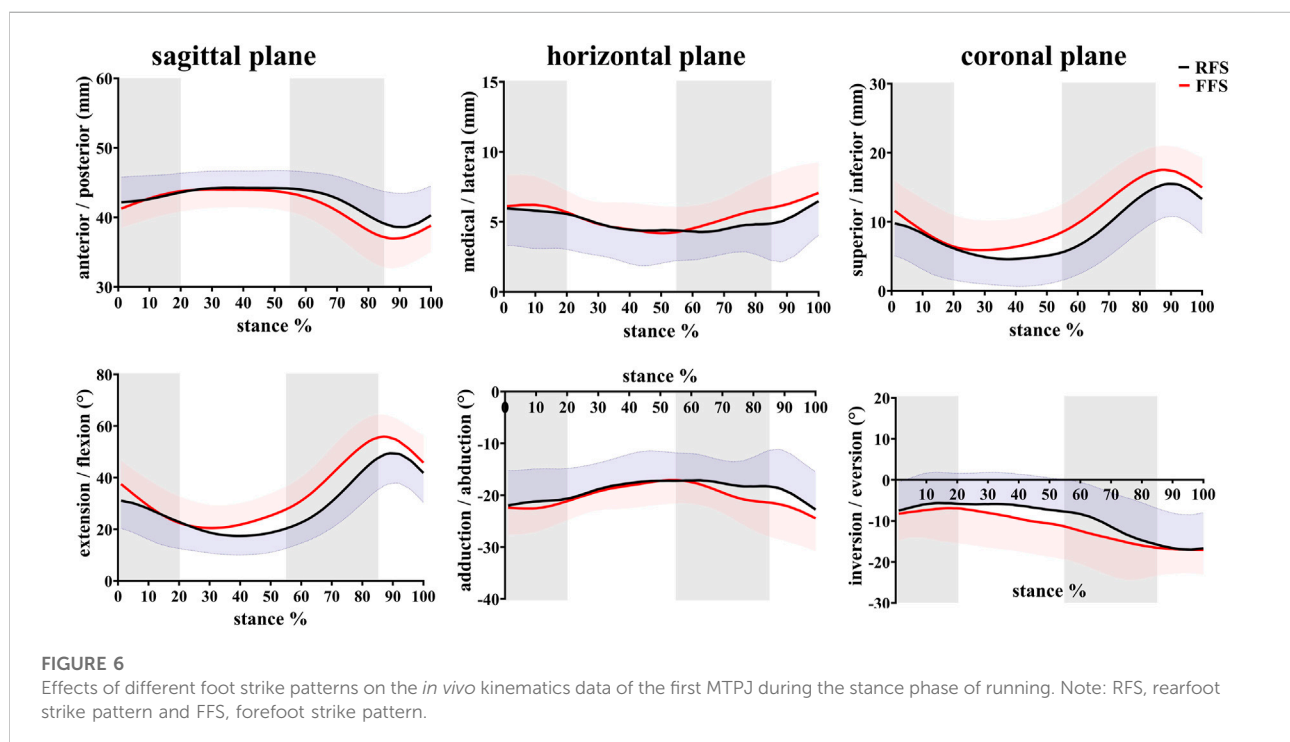 sagittal plane
horizontal plane
coronal plane
RFS
FFS
anterior / posterior (mm)
60
50
40
30
0 10 20 30 40 50 60 70 80 90 100
stance %
medical / lateral (mm)
15
10
5
0
0 10 20 30 40 50 60 70 80 90 100
stance %
superior / inferior (mm)
30
20
10
0
0 10 20 30 40 50 60 70 80 90 100
stance %
extension / flexion (°)
80
60
40
20
0
0 10 20 30 40 50 60 70 80 90 100
stance %
adduction / abduction (°)
stance %
0
-10
-20
-30
-40
0 10 20 30 40 50 60 70 80 90 100
inversion / eversion (°)
20
10
0
-10
-20
-30
10 20 30 40 50 60 70 80 90 100
stance %
FIGURE 6
Effects of different foot strike patterns on the in vivo kinematics data of the first MTPJ during the stance phase of running. Note: RFS, rearfoot
strike pattern and FFS, forefoot strike pattern.